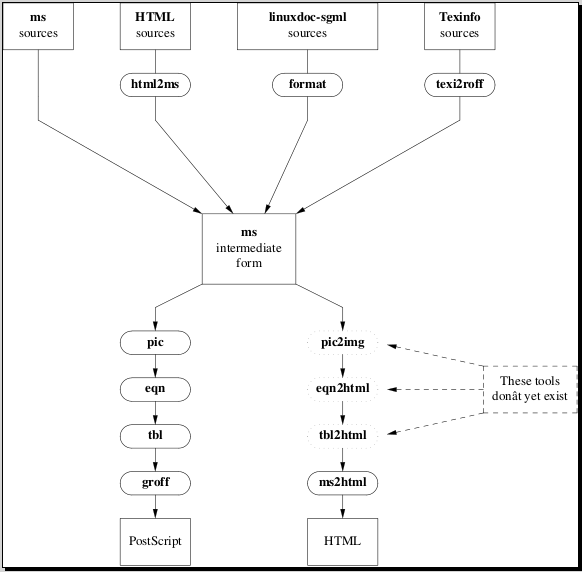 ms
sources
HTML
sources
linuxdoc-sgml
sources
Texinfo
sources
html2ms
format
texi2roff
ms
intermediate
form
pic
pic2img
eqn
eqn2html
These tools
donât yet exist
tbl
tbl2html
groff
ms2html
PostScript
HTML